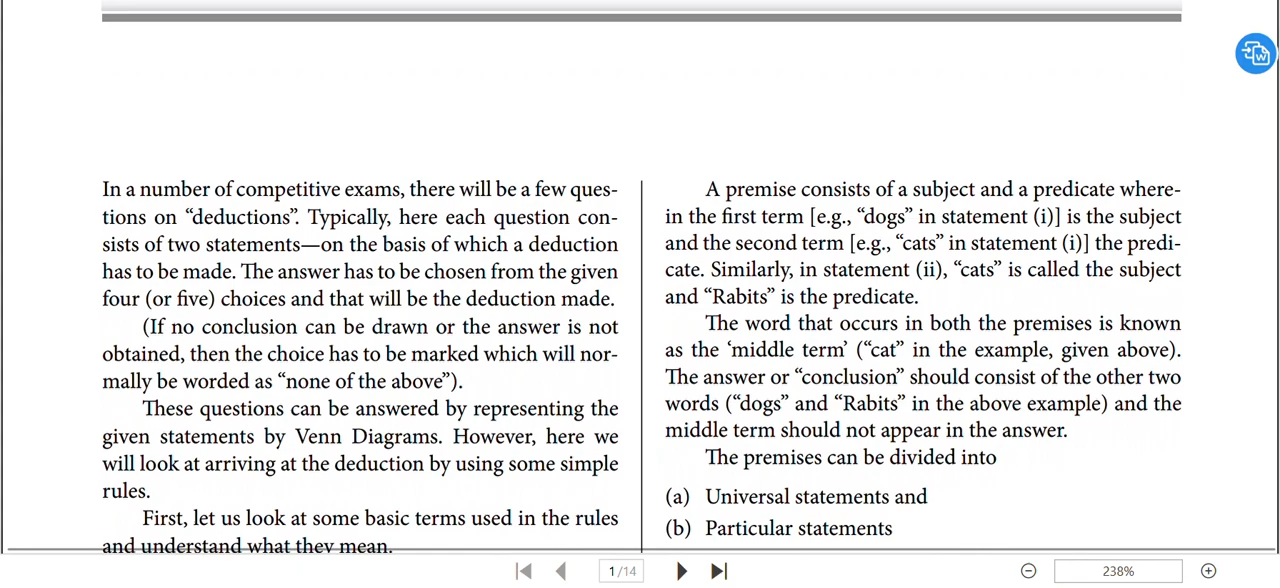 In a number of competitive exams, there will be a few ques-
tions on “deductions”. Typically, here each question con-
sists of two statements—on the basis of which a deduction
has to be made. The answer has to be chosen from the given
four (or five) choices and that will be the deduction made.
(If no conclusion can be drawn or the answer is not
obtained, then the choice has to be marked which will nor-
mally be worded as “none of the above”).
These questions can be answered by representing the
given statements by Venn Diagrams. However, here we
will look at arriving at the deduction by using some simple
rules.
First, let us look at some basic terms used in the rules
and understand what they mean.
A premise consists of a subject and a predicate where-
in the first term [e.g., “dogs” in statement (i)] is the subject
and the second term [e.g., “cats” in statement (i)] the predi-
cate. Similarly, in statement (ii), “cats” is called the subject
and “Rabits” is the predicate.
The word that occurs in both the premises is known
as the ‘middle term’ (“cat” in the example, given above).
The answer or “conclusion” should consist of the other two
words (“dogs” and “Rabits” in the above example) and the
middle term should not appear in the answer.
The premises can be divided into
(a) Universal statements and
(b) Particular statements
1/14
238%
W